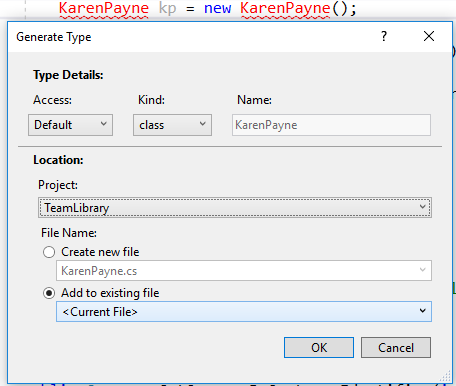 KarenPayne kp = new KarenPayne();
Generate Type ? ×
Type Details:
Access: Kind: Name:
Default class KarenPayne
Location:
Project:
TeamLibrary
File Name:
Create new file
KarenPayne.cs
Add to existing file
<Current File>
OK Cancel